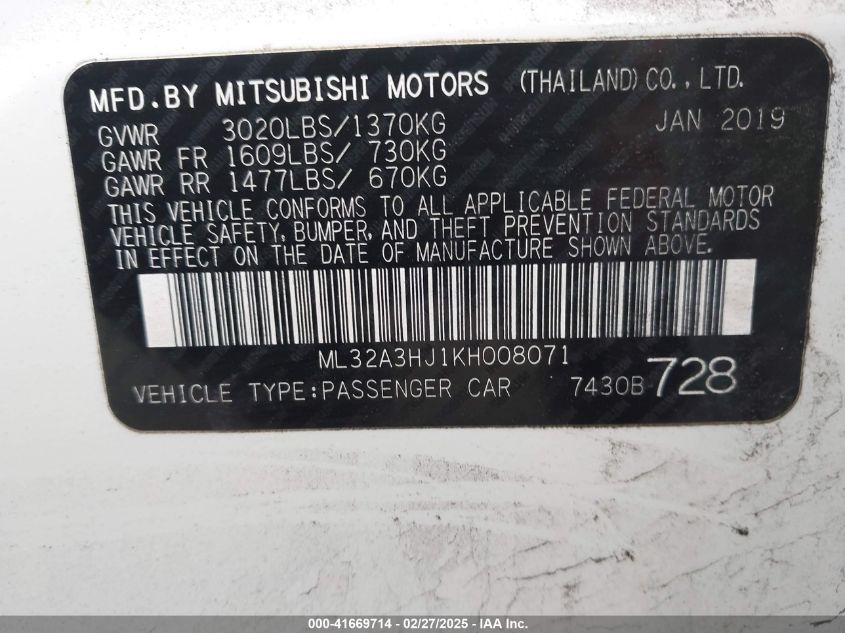 MFD.BY MITSUBISHI MOTORS (THAILAND) CO., LTD.
GVWR 3020LBS/1370KG JAN 2019
GAWR FR 1609LBS/ 730KG
GAWR RR 1477LBS/ 670KG
THIS VEHICLE CONFORMS TO ALL APPLICABLE FEDERAL MOTOR
VEHICLE SAFETY, BUMPER, AND THEFT PREVENTION STANDARDS
IN EFFECT ON THE DATE OF MANUFACTURE SHOWN ABOVE.
ML32A3HJ1KH008071
VEHICLE TYPE:PASSENGER CAR 7430B 728
000-41669714 - 02/27/2025 - IAA Inc.